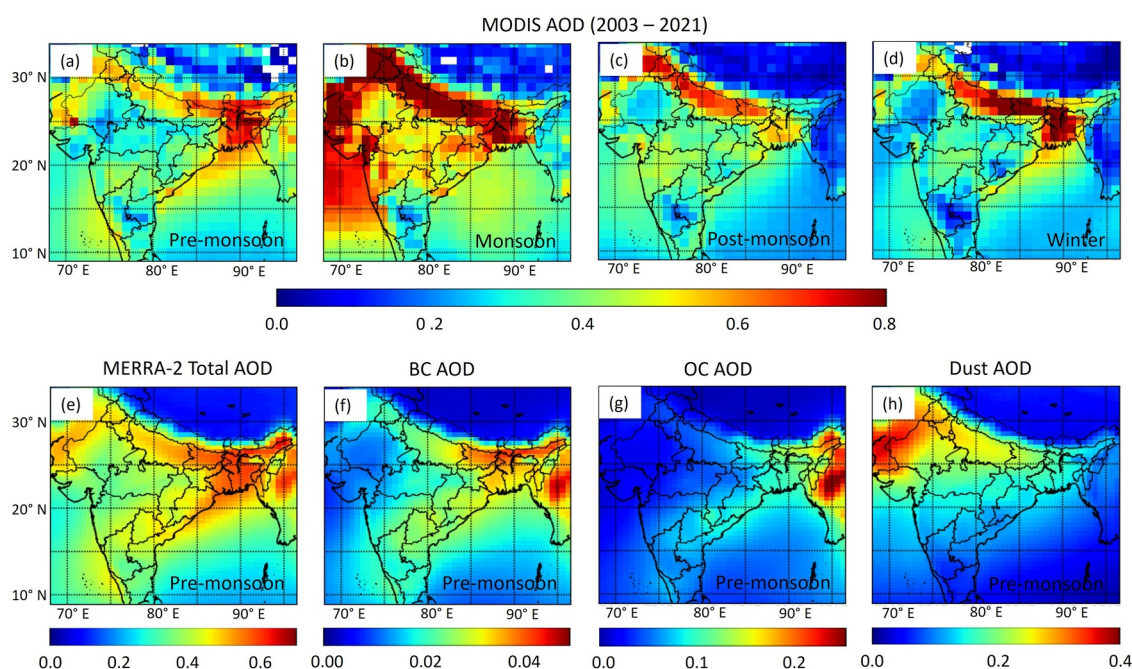 MODIS AOD (2003 – 2021)
(a) (b) (c) (d)
30° N
20° N
10° N
Pre-monsoon Monsoon Post-monsoon Winter
70° E 80° E 90° E 70° E 80° E 90° E 70° E 80° E 90° E 70° E 80° E 90° E
0.0 0.2 0.4 0.6 0.8
MERRA-2 Total AOD BC AOD OC AOD Dust AOD
(e) (f) (g) (h)
30° N
20° N
10° N
Pre-monsoon Pre-monsoon Pre-monsoon Pre-monsoon
70° E 80° E 90° E 70° E 80° E 90° E 70° E 80° E 90° E 70° E 80° E 90° E
0.0 0.2 0.4 0.6 0.00 0.02 0.04 0.0 0.1 0.2 0.0 0.2 0.4